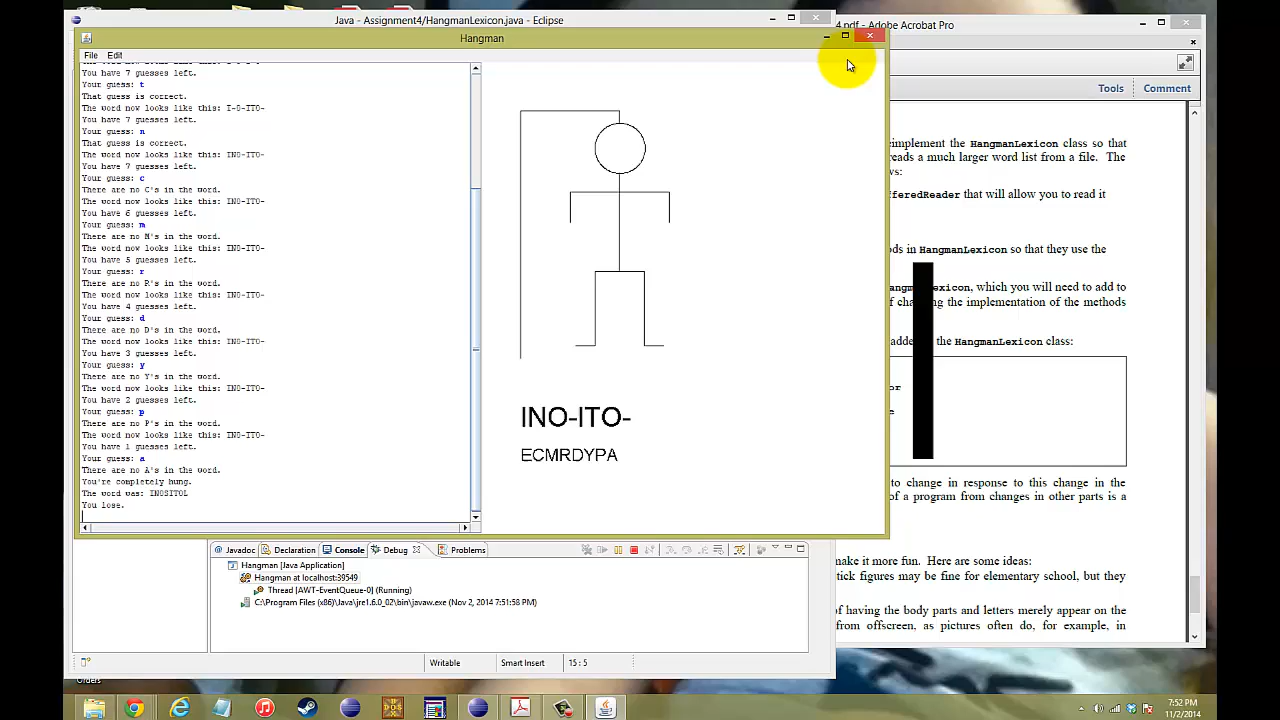 Java - Assignment4/HangmanLexicon.java - Eclipse
4.pdf - Adobe Acrobat Pro
Hangman
File Edit
You have 7 guesses left.
Your guess: t
That guess is correct.
The word now looks like this: I-O-ITO-
You have 7 guesses left.
Your guess: n
That guess is correct.
The word now looks like this: INO-ITO-
You have 7 guesses left.
Your guess: c
There are no C's in the word.
The word now looks like this: INO-ITO-
You have 6 guesses left.
Your guess: m
There are no M's in the word.
The word now looks like this: INO-ITO-
You have 5 guesses left.
Your guess: r
There are no R's in the word.
The word now looks like this: INO-ITO-
You have 4 guesses left.
Your guess: d
There are no D's in the word.
The word now looks like this: INO-ITO-
You have 3 guesses left.
Your guess: y
There are no Y's in the word.
The word now looks like this: INO-ITO-
You have 2 guesses left.
Your guess: p
There are no P's in the word.
The word now looks like this: INO-ITO-
You have 1 guesses left.
Your guess: a
There are no A's in the word.
You're completely hung.
The word was: INOSITOL
You lose.
INO-ITO-
ECMRDYPA
Tools Comment
implement the HangmanLexicon class so that
reads a much larger word list from a file. The
ws:
fferedReader that will allow you to read it
ds in HangmanLexicon so that they use the
exicon, which you will need to add to
of the implementation of the methods
adde the HangmanLexicon class:
or
e
to change in response to this change in the
of a program from changes in other parts is a
make it more fun. Here are some ideas:
tick figures may be fine for elementary school, but they
of having the body parts and letters merely appear on the
from offscreen, as pictures often do, for example, in
Javadoc Declaration Console Debug Problems
Hangman [Java Application]
Hangman at localhost:39549
Thread [AWT-EventQueue-0] (Running)
C:\Program Files (x86)\Java\jre1.6.0_02\bin\javaw.exe (Nov 2, 2014 7:51:58 PM)
Writable Smart Insert 15 : 5
Orders
DOS
7:52 PM
11/2/2014